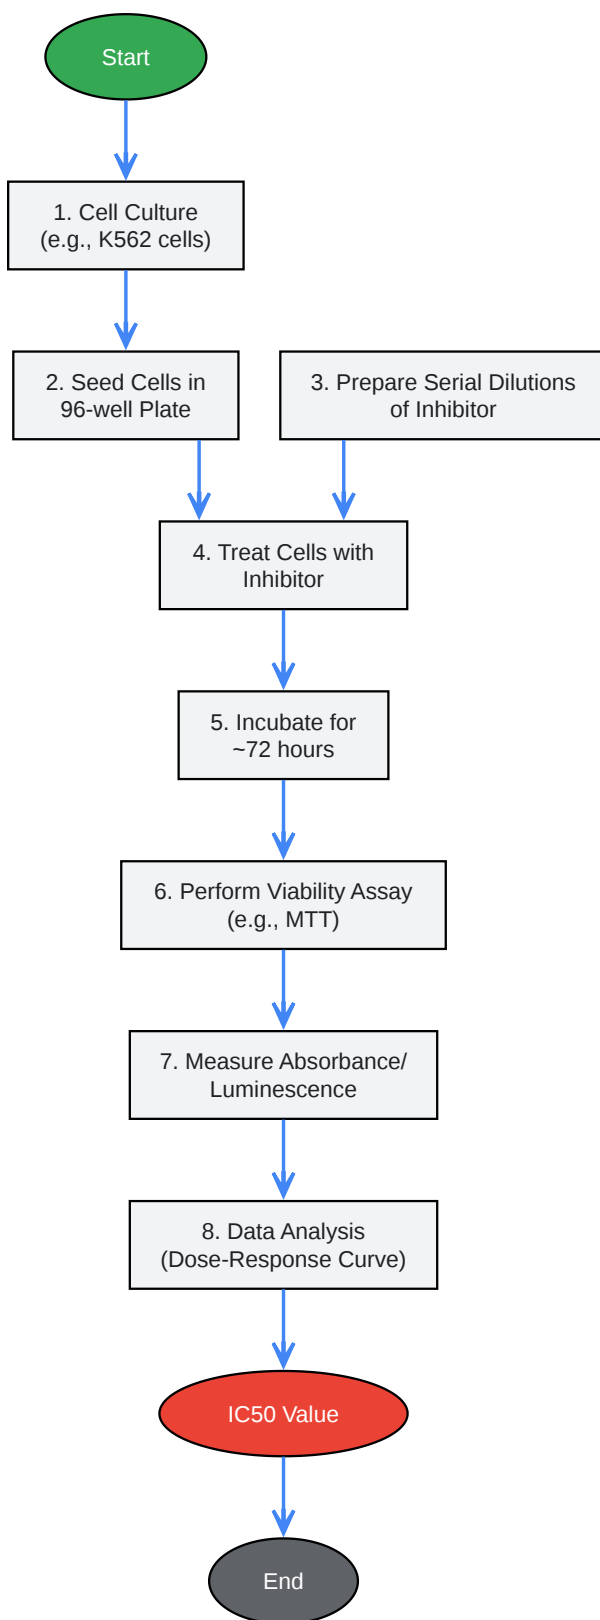 Start
1. Cell Culture
(e.g., K562 cells)
2. Seed Cells in
96-well Plate
3. Prepare Serial Dilutions
of Inhibitor
4. Treat Cells with
Inhibitor
5. Incubate for
~72 hours
6. Perform Viability Assay
(e.g., MTT)
7. Measure Absorbance/
Luminescence
8. Data Analysis
(Dose-Response Curve)
IC50 Value
End